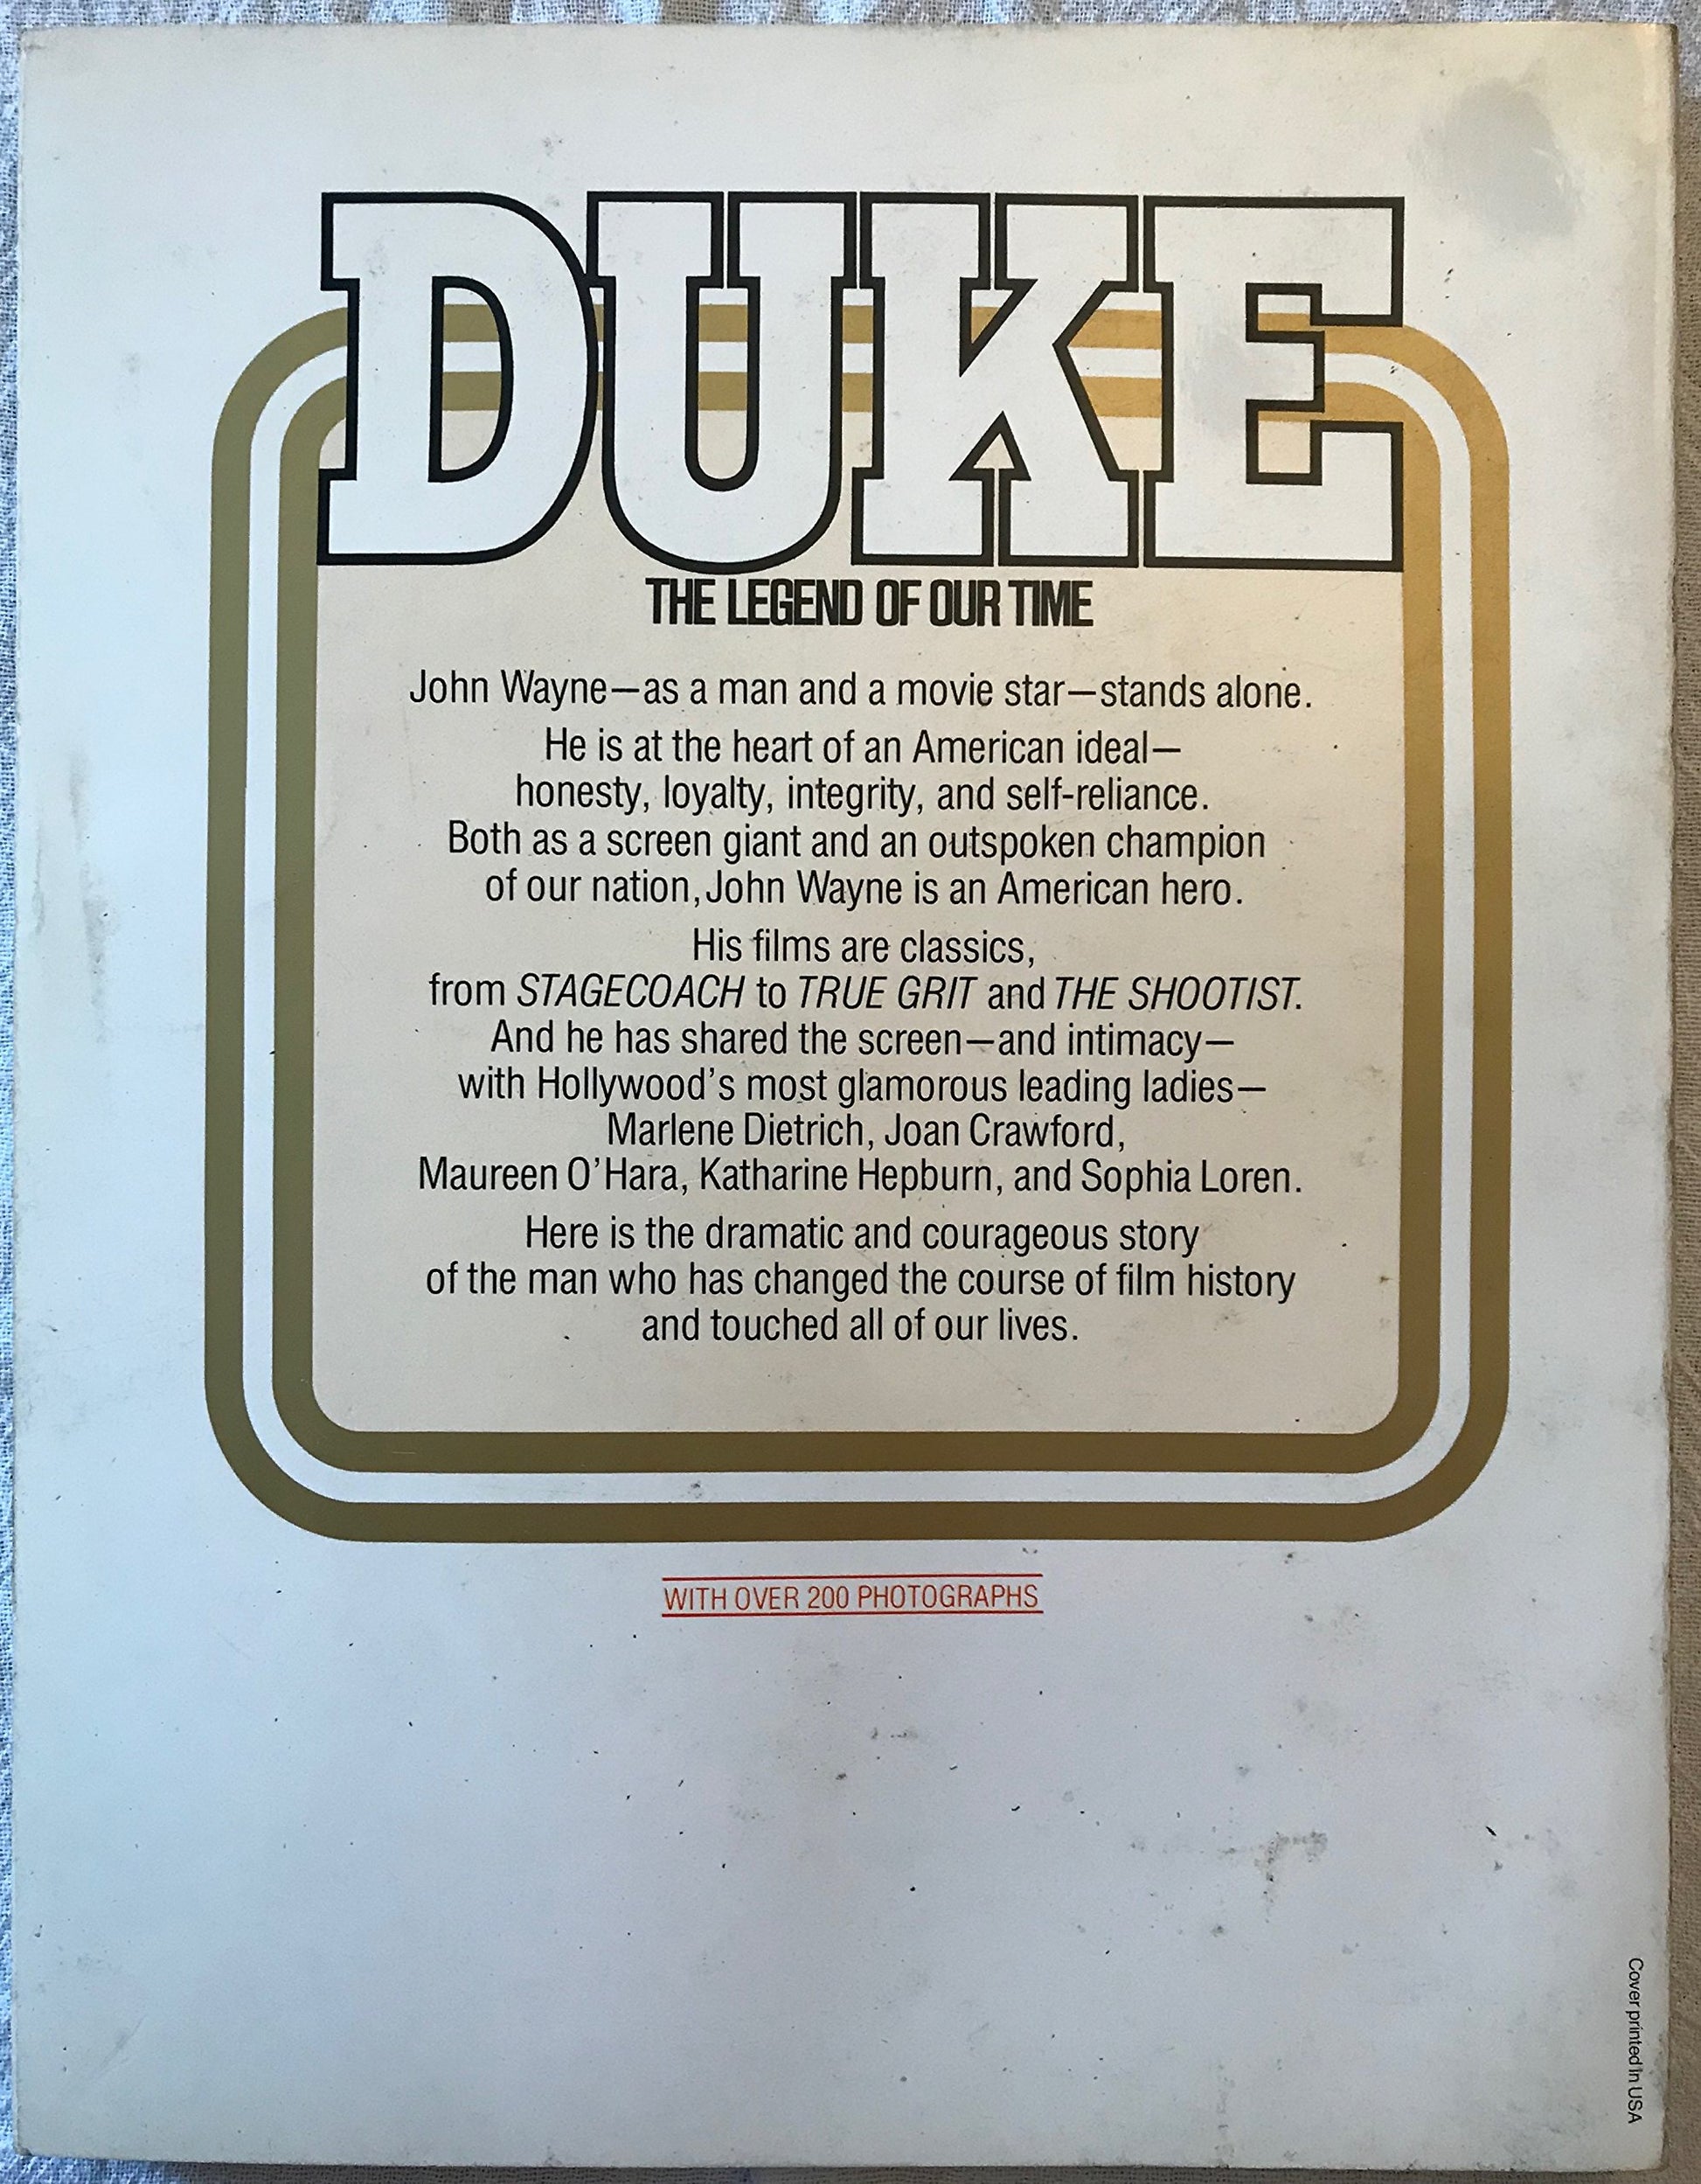 DUKE
THE LEGEND OF OUR TIME
John Wayne—as a man and a movie star—stands alone.
He is at the heart of an American ideal—
honesty, loyalty, integrity, and self-reliance.
Both as a screen giant and an outspoken champion
of our nation, John Wayne is an American hero.
His films are classics,
from STAGECOACH to TRUE GRIT and THE SHOOTIST.
And he has shared the screen—and intimacy—
with Hollywood's most glamorous leading ladies—
Marlene Dietrich, Joan Crawford,
Maureen O'Hara, Katharine Hepburn, and Sophia Loren.
Here is the dramatic and courageous story
of the man who has changed the course of film history
and touched all of our lives.
WITH OVER 200 PHOTOGRAPHS
Cover printed in USA